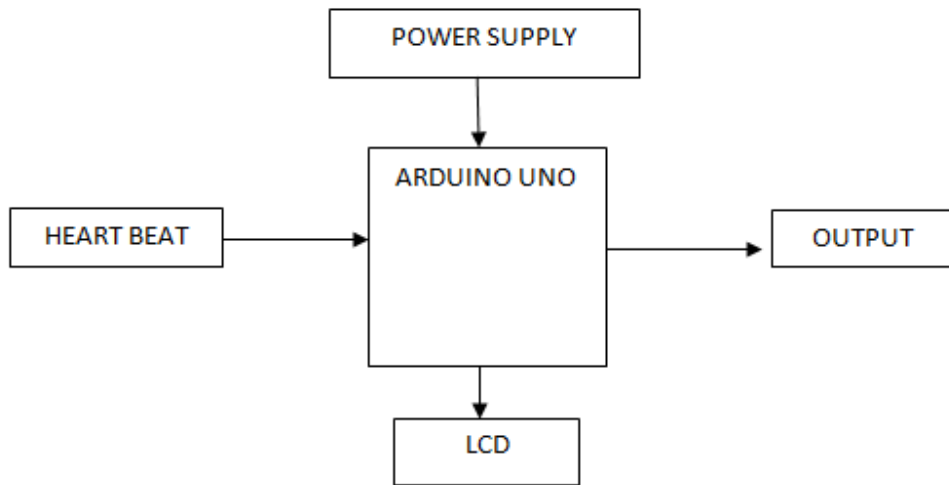 POWER SUPPLY
ARDUINO UNO
HEART BEAT
OUTPUT
LCD